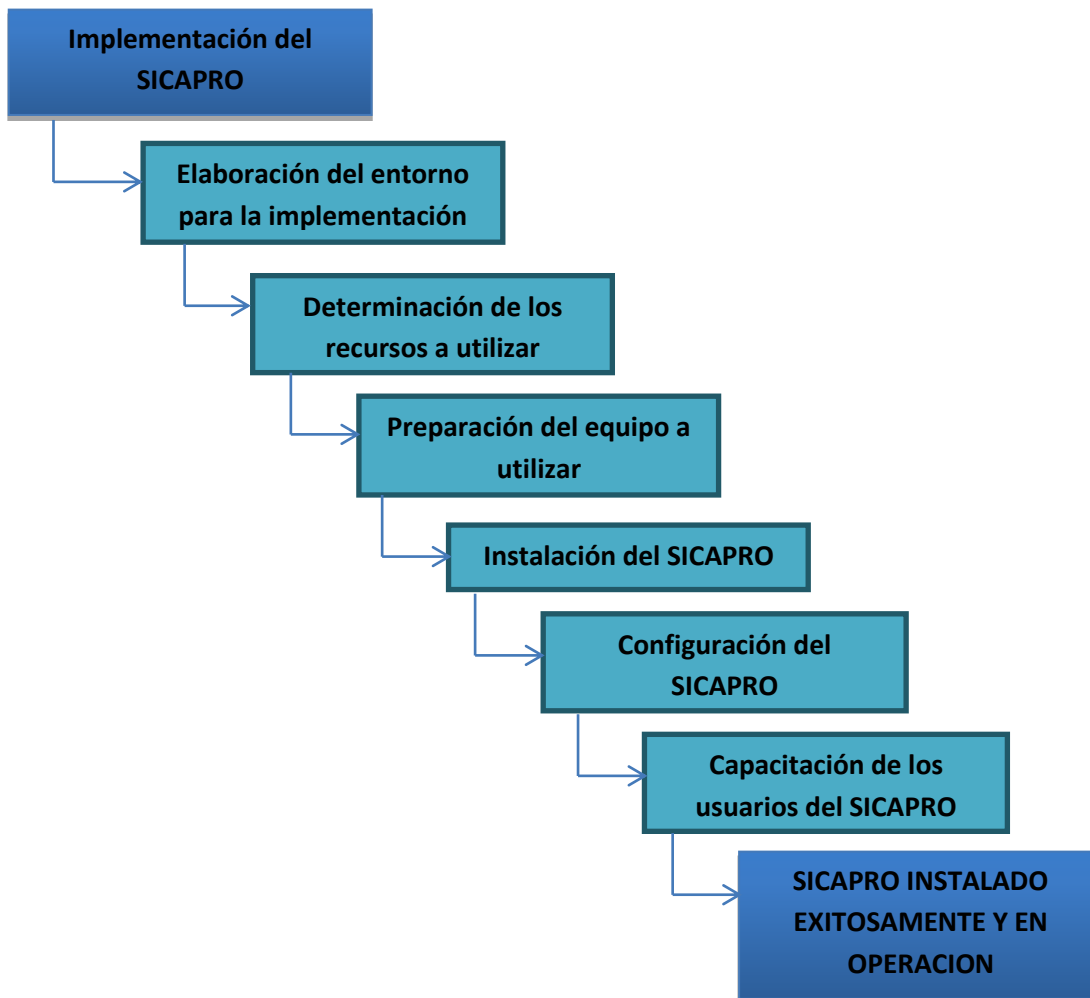 Implementación del
SICAPRO
Elaboración del entorno
para la implementación
Determinación de los
recursos a utilizar
Preparación del equipo a
utilizar
Instalación del SICAPRO
Configuración del
SICAPRO
Capacitación de los
usuarios del SICAPRO
SICAPRO INSTALADO
EXITOSAMENTE Y EN
OPERACION